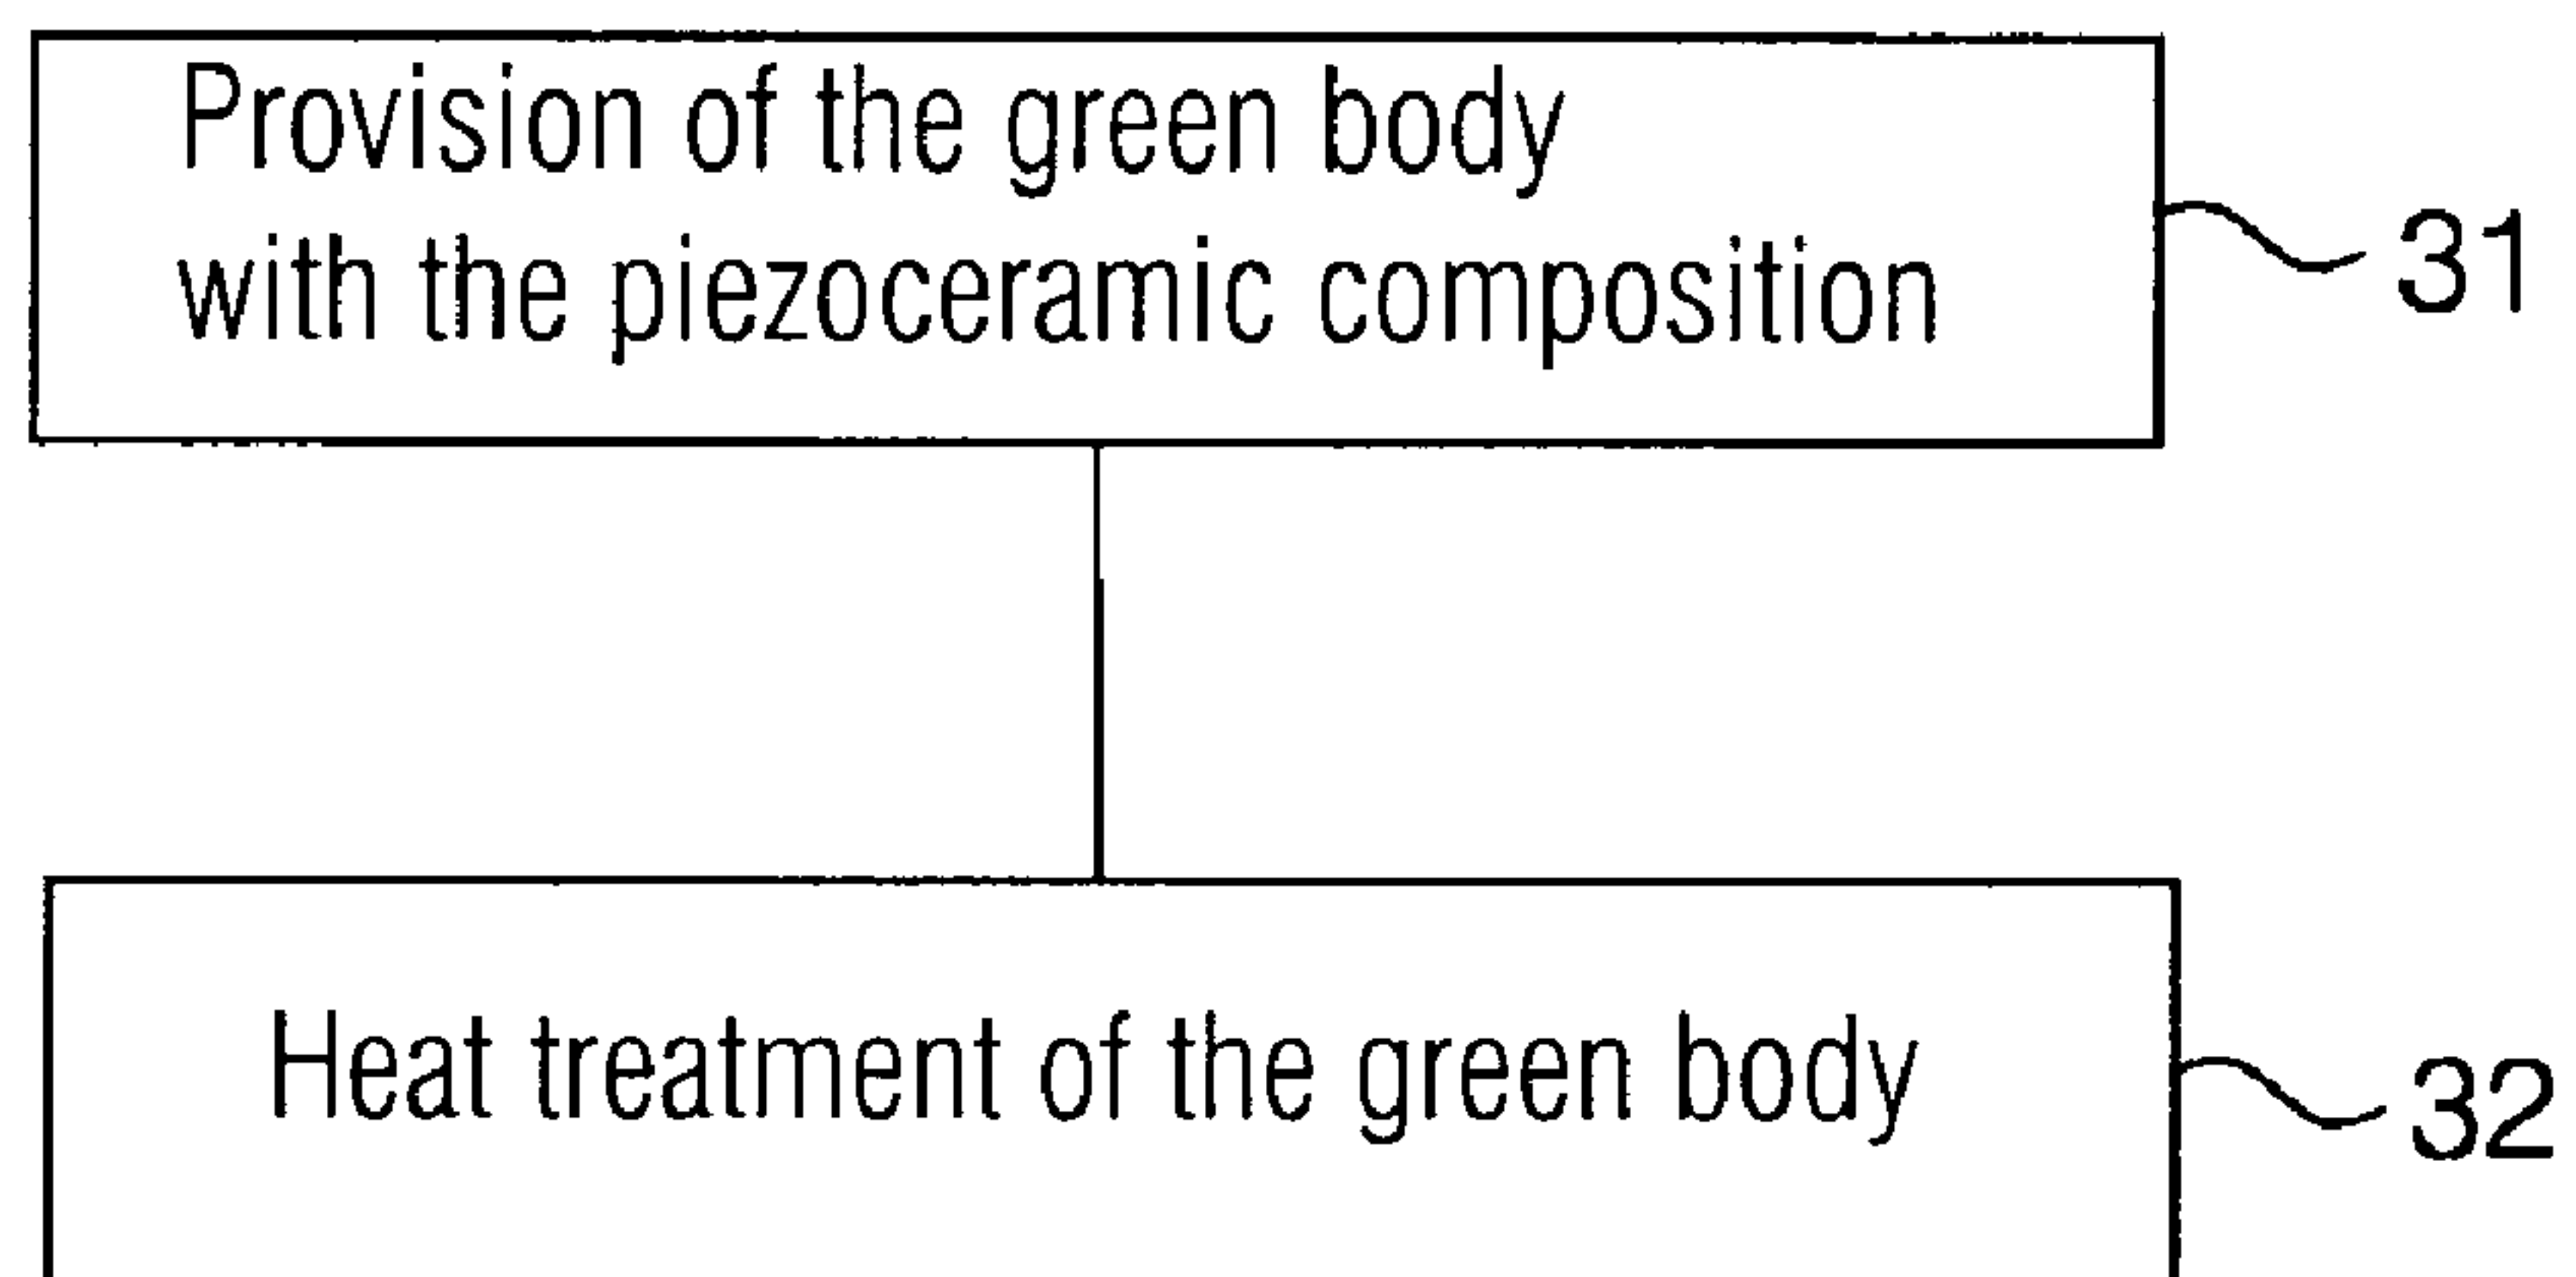 Provision of the green body
with the piezoceramic composition
31
Heat treatment of the green body
32